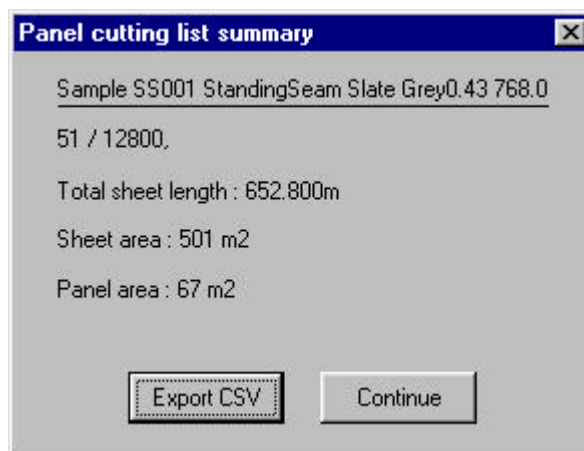 Panel cutting list summary
Sample SS001 StandingSeam Slate Grey0.43 768.0
51 / 12800,
Total sheet length : 652.800m
Sheet area : 501 m2
Panel area : 67 m2
Export CSV
Continue